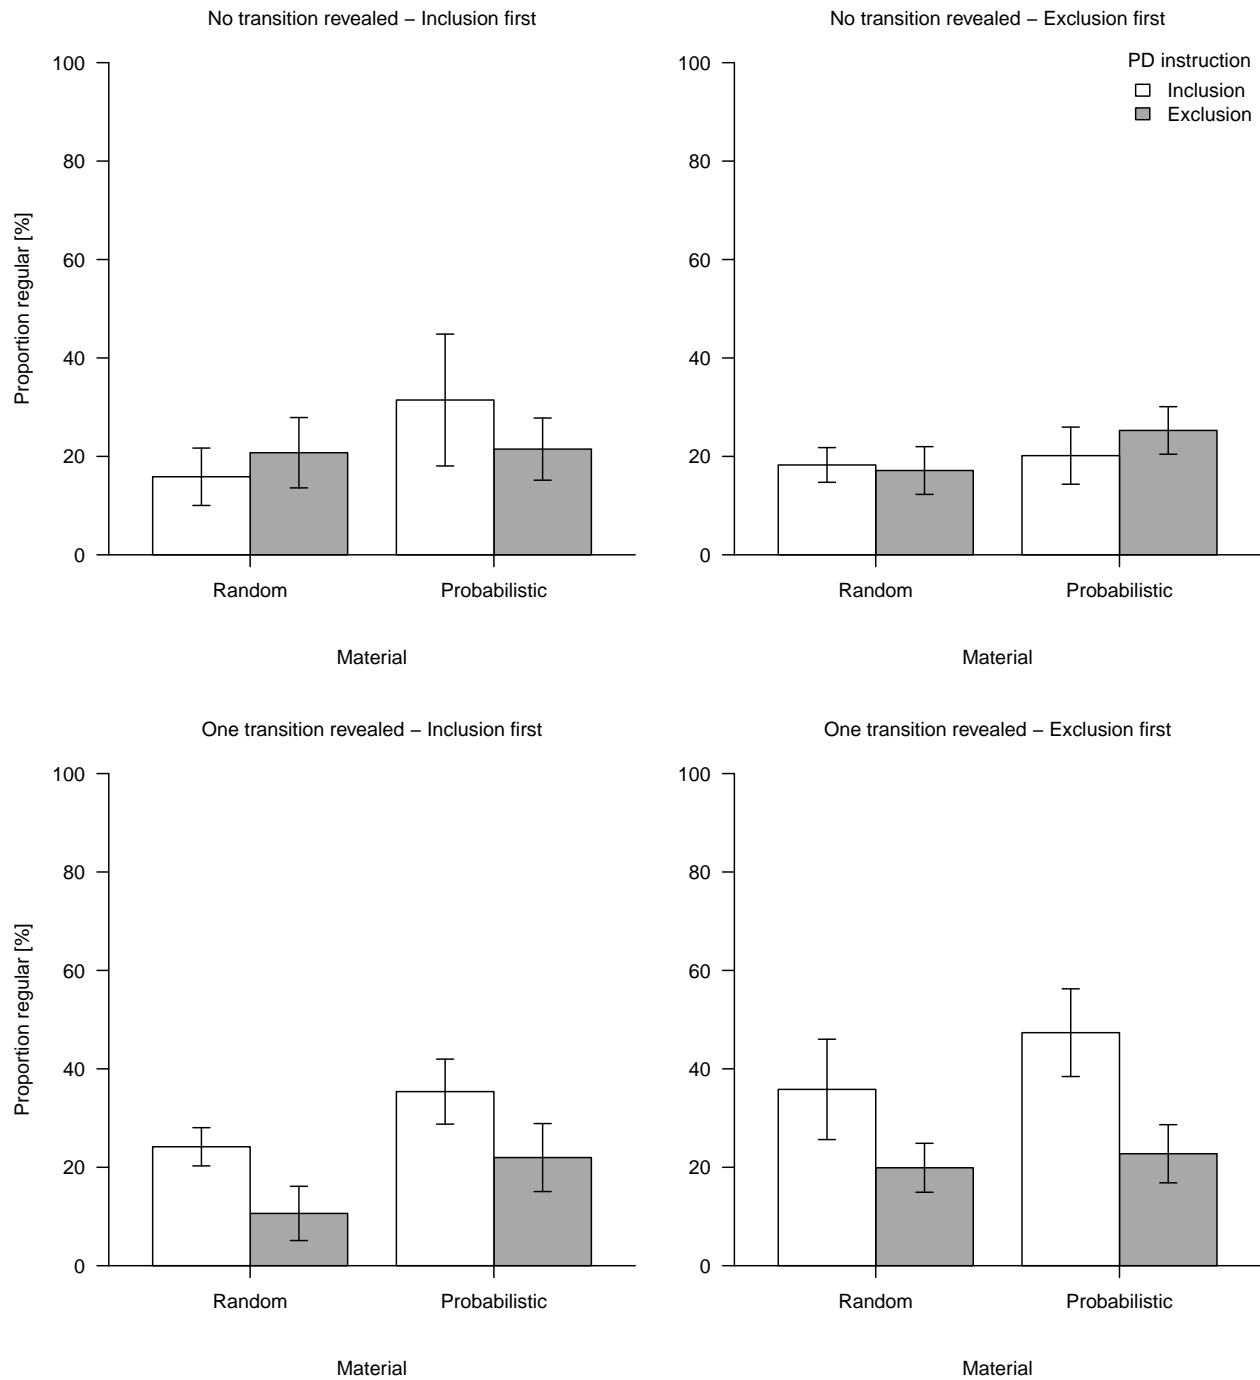 No transition revealed – Inclusion first
No transition revealed – Exclusion first
PD instruction
Inclusion
Exclusion
Proportion regular [%]
100
80
60
40
20
0
Random
Probabilistic
Material
100
80
60
40
20
0
Random
Probabilistic
Material
One transition revealed – Inclusion first
One transition revealed – Exclusion first
Proportion regular [%]
100
80
60
40
20
0
Random
Probabilistic
Material
100
80
60
40
20
0
Random
Probabilistic
Material